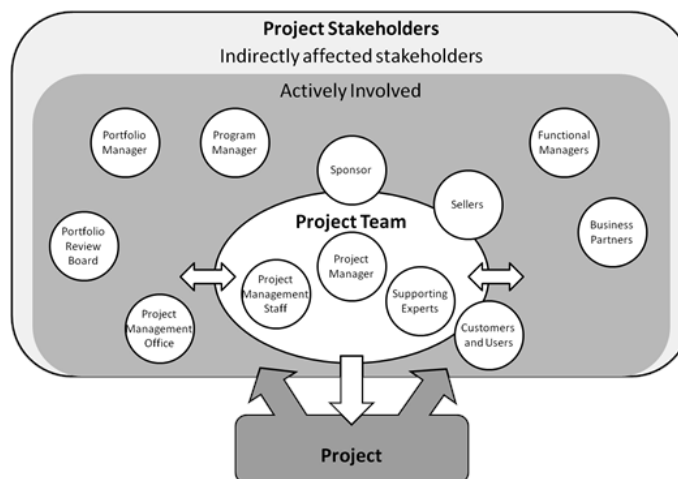 Project Stakeholders
Indirectly affected stakeholders
Actively Involved
Portfolio
Manager
Program
Manager
Sponsor
Functional
Managers
Sellers
Portfolio
Review
Board
Business
Partners
Project Team
Project
Manager
Project
Management
Staff
Supporting
Experts
Project
Management
Office
Customers
and Users
Project